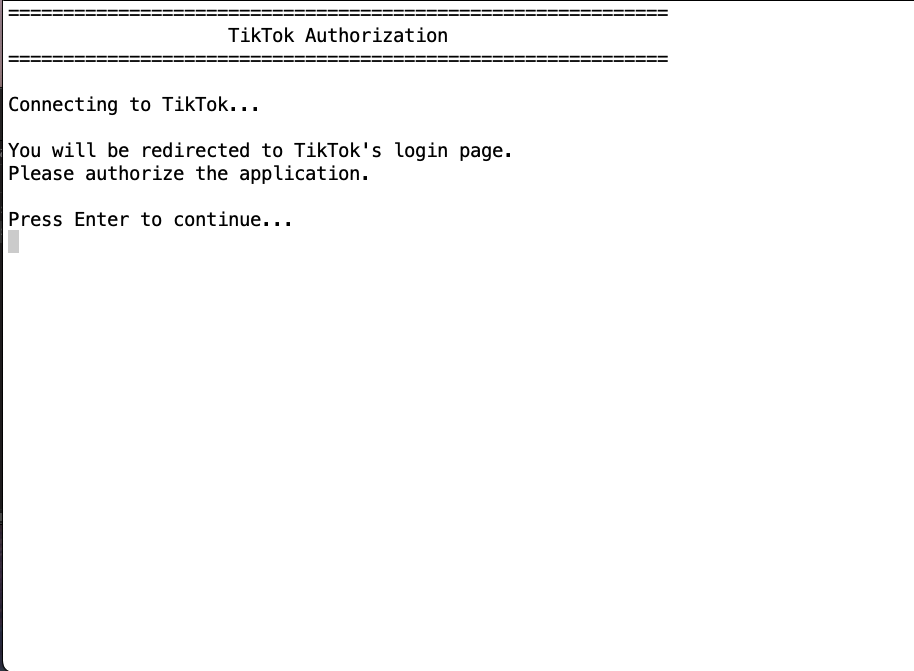 ============================================================
TikTok Authorization
============================================================
Connecting to TikTok...
You will be redirected to TikTok's login page.
Please authorize the application.
Press Enter to continue...